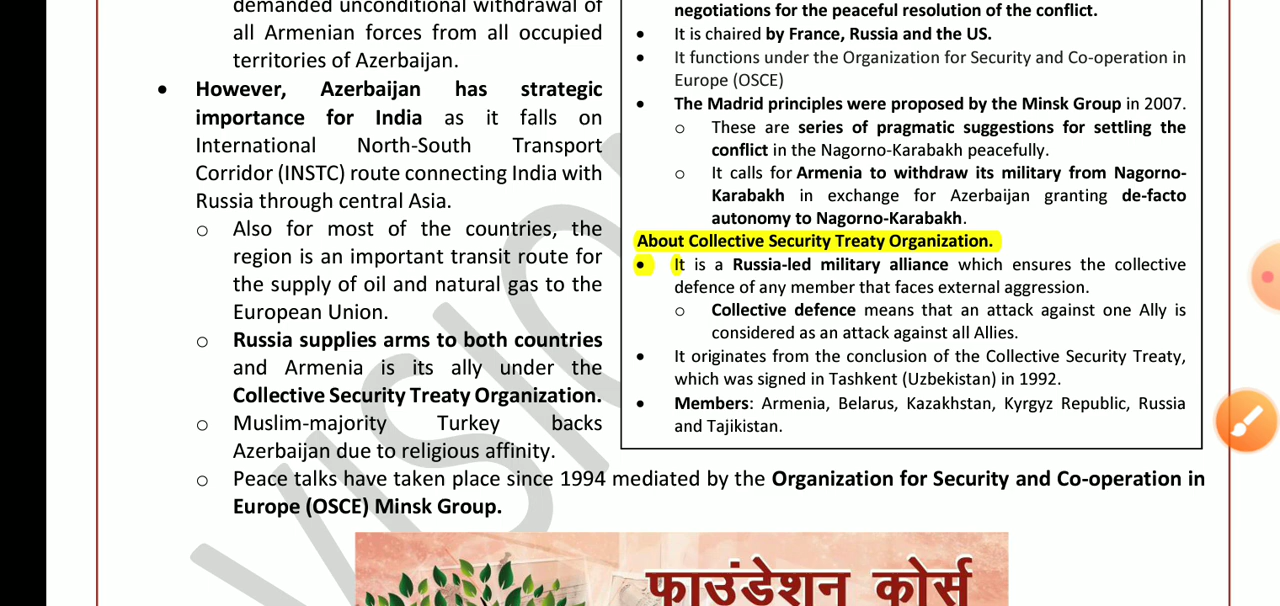 demanded unconditional withdrawal of
all Armenian forces from all occupied
territories of Azerbaijan.
• However, Azerbaijan has strategic
importance for India as it falls on
International North-South Transport
Corridor (INSTC) route connecting India with
Russia through central Asia.
o Also for most of the countries, the
region is an important transit route for
the supply of oil and natural gas to the
European Union.
o Russia supplies arms to both countries
and Armenia is its ally under the
Collective Security Treaty Organization.
o Muslim-majority Turkey backs
Azerbaijan due to religious affinity.
negotiations for the peaceful resolution of the conflict.
• It is chaired by France, Russia and the US.
• It functions under the Organization for Security and Co-operation in
Europe (OSCE)
• The Madrid principles were proposed by the Minsk Group in 2007.
o These are series of pragmatic suggestions for settling the
conflict in the Nagorno-Karabakh peacefully.
o It calls for Armenia to withdraw its military from Nagorno-
Karabakh in exchange for Azerbaijan granting de-facto
autonomy to Nagorno-Karabakh.
About Collective Security Treaty Organization.
• It is a Russia-led military alliance which ensures the collective
defence of any member that faces external aggression.
o Collective defence means that an attack against one Ally is
considered as an attack against all Allies.
• It originates from the conclusion of the Collective Security Treaty,
which was signed in Tashkent (Uzbekistan) in 1992.
• Members: Armenia, Belarus, Kazakhstan, Kyrgyz Republic, Russia
and Tajikistan.
o Peace talks have taken place since 1994 mediated by the Organization for Security and Co-operation in
Europe (OSCE) Minsk Group.
फाउंडेशन कोर्स